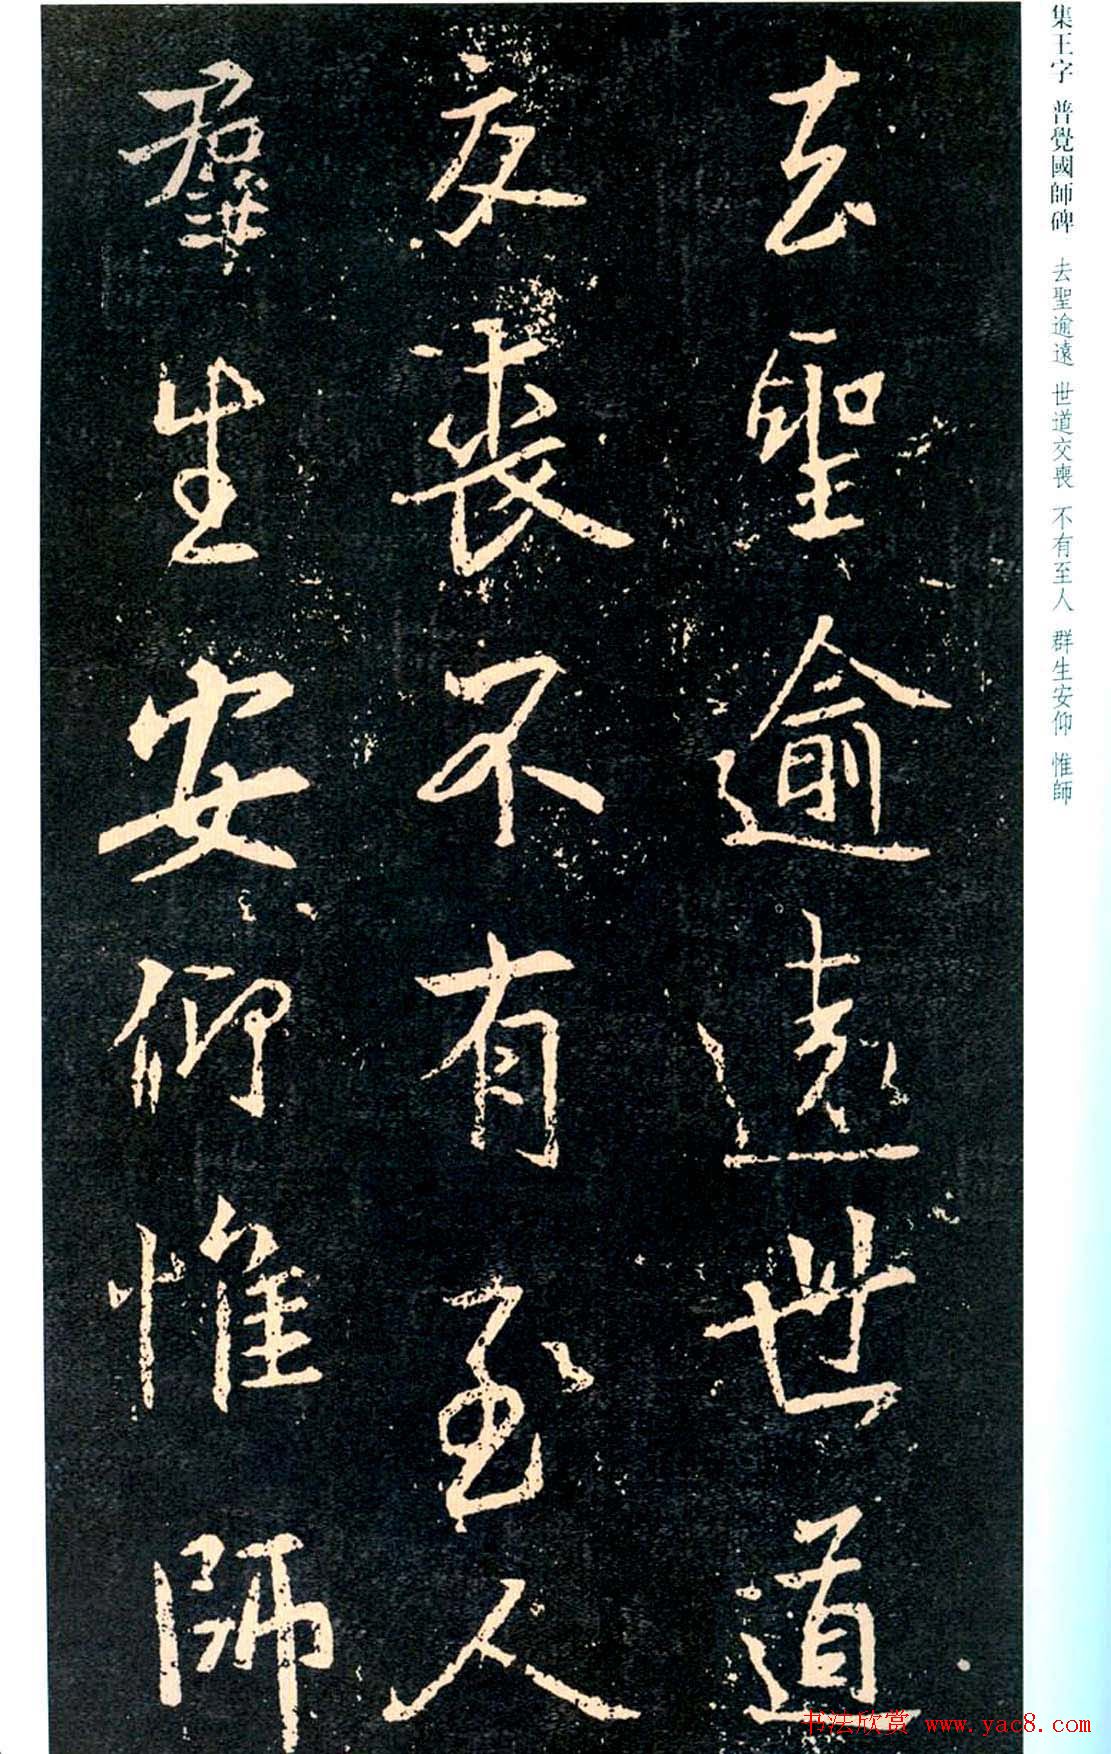 集王字 普覺國師碑 去聖逾遠 世道交喪 不有至人 群生安仰 惟師
去聖逾遠世道
交喪不有至人
群生安仰惟師
书法欣赏 www.yac8.com